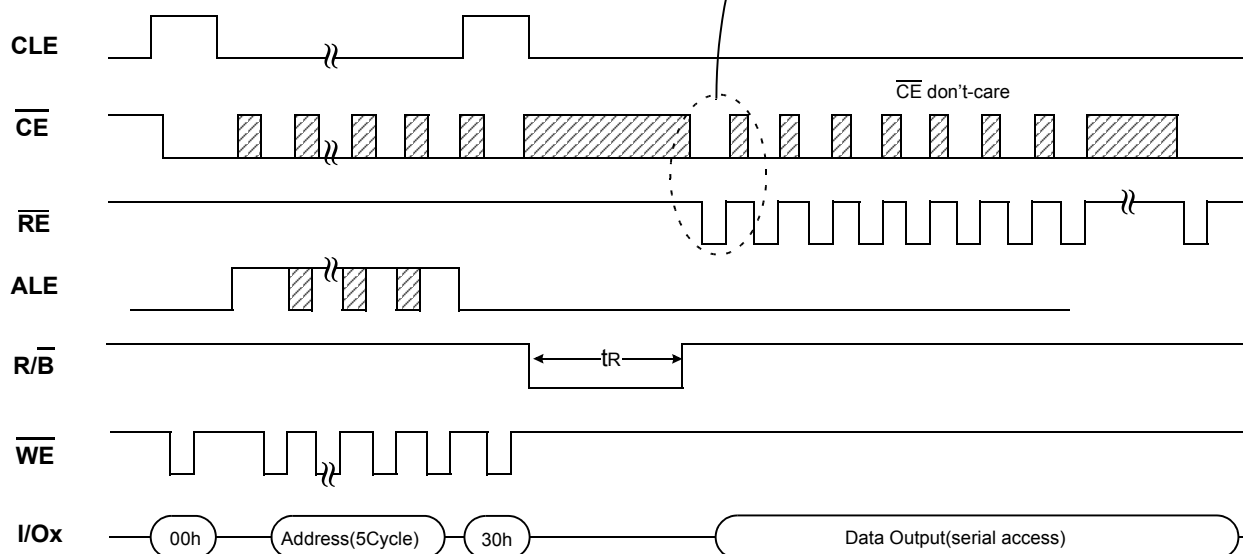 CLE
CE
CE don't-care
RE
ALE
R/B
tR
WE
I/Ox
00h
Address(5Cycle)
30h
Data Output(serial access)